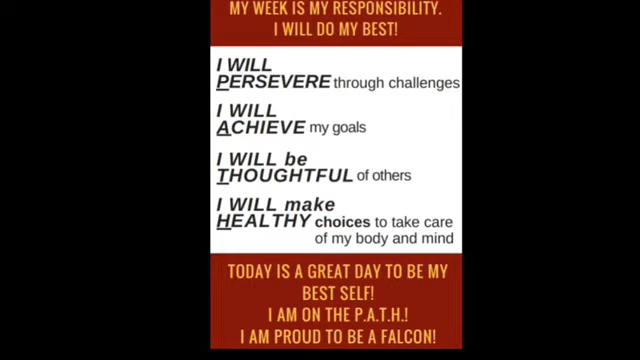 MY WEEK IS MY RESPONSIBILITY.
I WILL DO MY BEST!
I WILL
PERSEVERE through challenges
I WILL
ACHIEVE my goals
I WILL be
THOUGHTFUL of others
I WILL make
HEALTHY choices to take care
of my body and mind
TODAY IS A GREAT DAY TO BE MY
BEST SELF!
I AM ON THE P.A.T.H.!
I AM PROUD TO BE A FALCON!